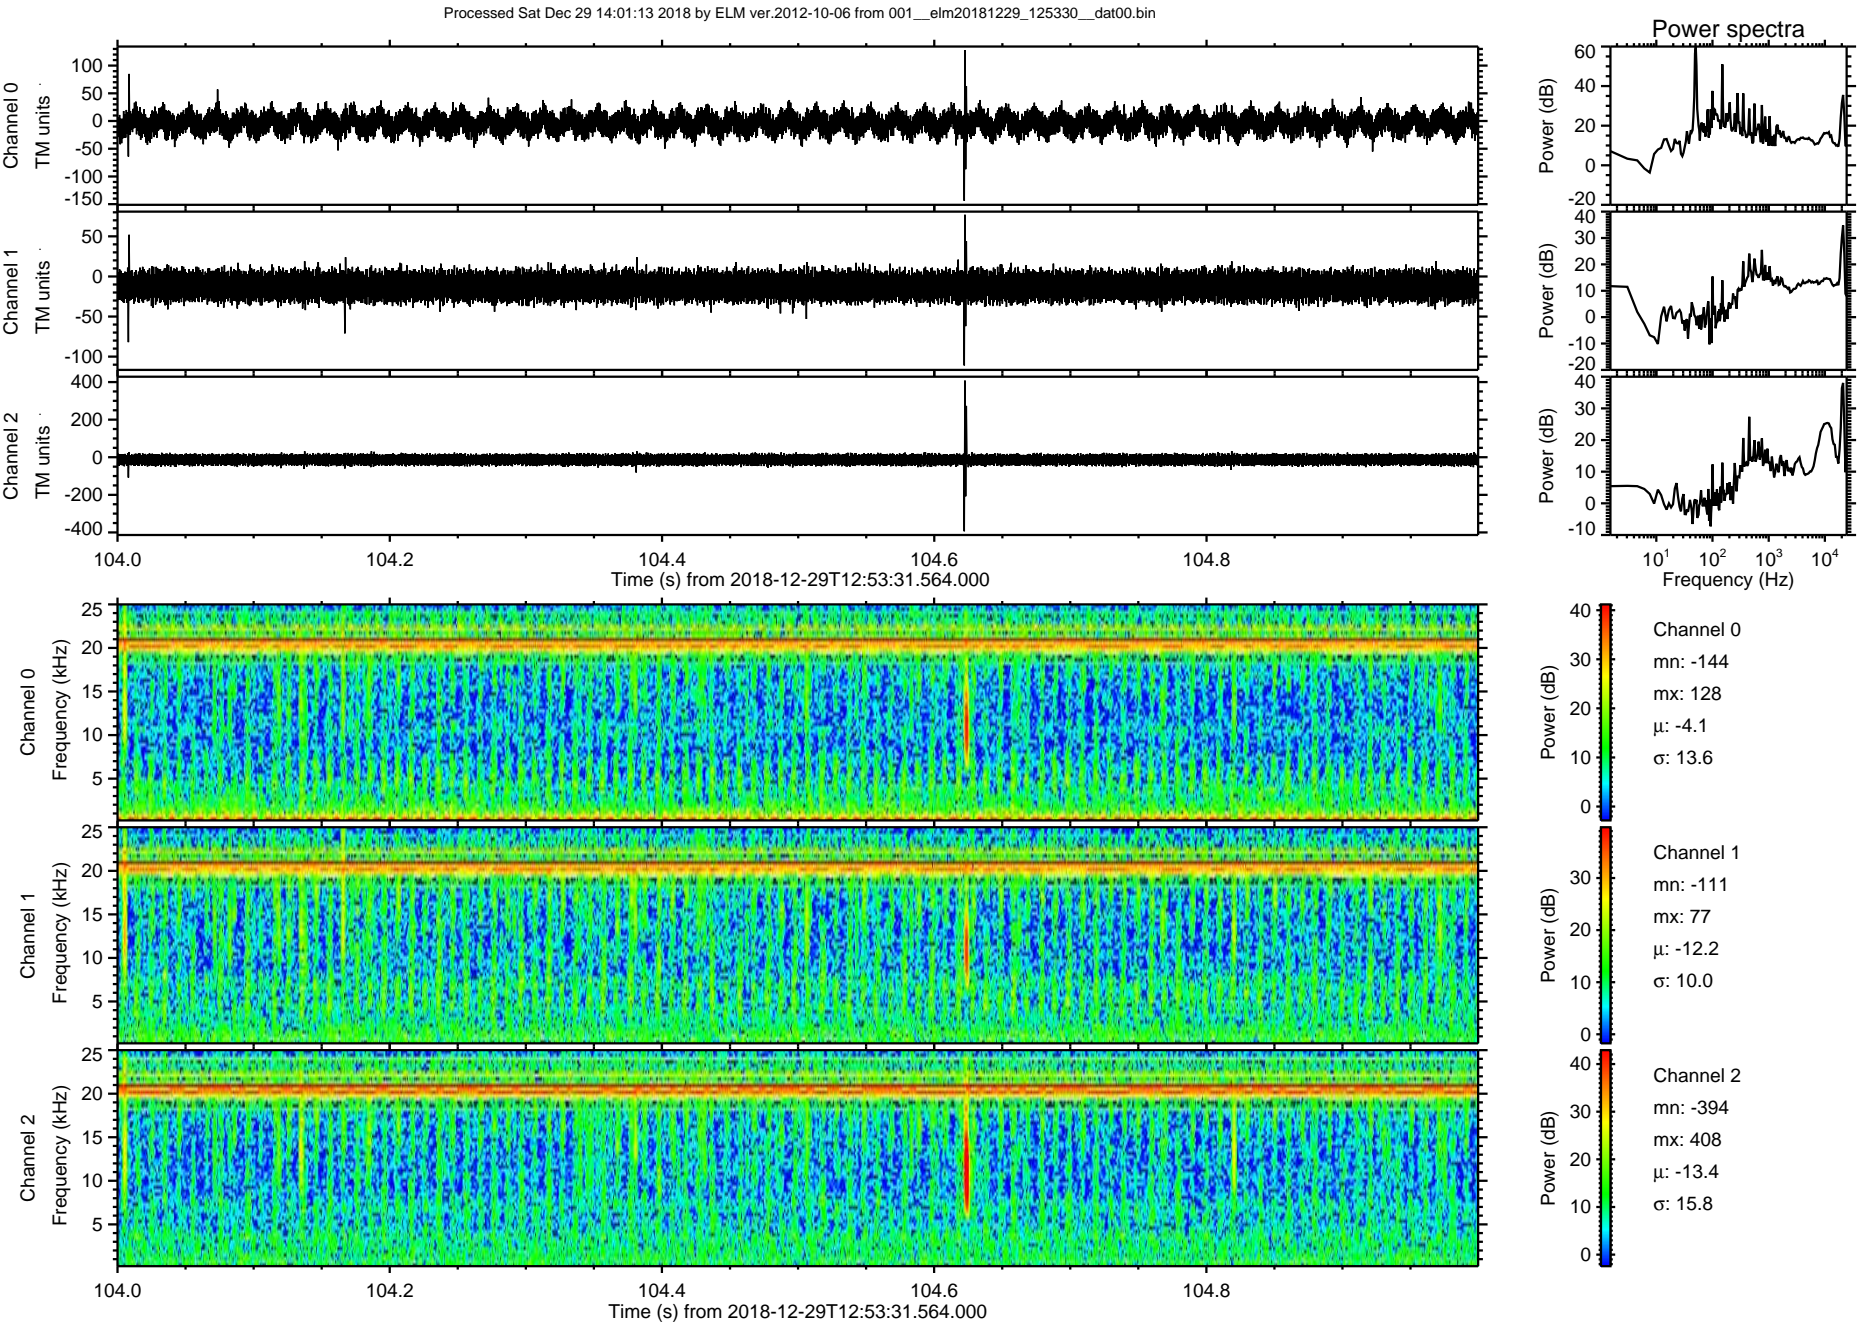 Processed Sat Dec 29 14:01:13 2018 by ELM ver.2012-10-06 from 001__elm20181229_125330__dat00.bin
Power spectra
Channel 0
TM units
100
50
0
-50
-100
-150
Power (dB)
60
40
20
0
-20
Channel 1
TM units
50
0
-50
-100
Power (dB)
40
30
20
10
0
-10
-20
Channel 2
TM units
400
200
0
-200
-400
Power (dB)
40
30
20
10
0
-10
104.0 104.2 104.4 104.6 104.8
Time (s) from 2018-12-29T12:53:31.564.000
10^1 10^2 10^3 10^4
Frequency (Hz)
Channel 0
Frequency (kHz)
25
20
15
10
5
Power (dB)
40
30
20
10
0
Channel 0
mn: -144
mx: 128
μ: -4.1
σ: 13.6
Channel 1
Frequency (kHz)
25
20
15
10
5
Power (dB)
30
20
10
0
Channel 1
mn: -111
mx: 77
μ: -12.2
σ: 10.0
Channel 2
Frequency (kHz)
25
20
15
10
5
Power (dB)
40
30
20
10
0
Channel 2
mn: -394
mx: 408
μ: -13.4
σ: 15.8
104.0 104.2 104.4 104.6 104.8
Time (s) from 2018-12-29T12:53:31.564.000